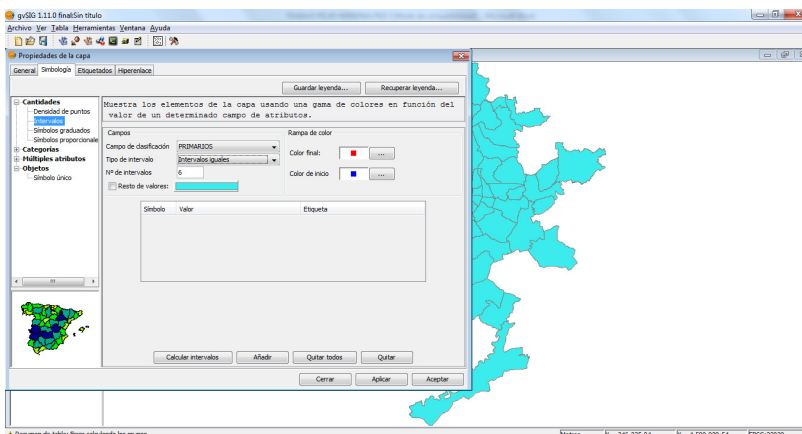 gvSIG 1.11.0 final:Sin título
Archivo Ver Tabla Herramientas Ventana Ayuda
Propiedades de la capa
General Simbología Etiquetados Hiperenlace
Guardar leyenda... Recuperar leyenda...
Cantidades
Densidad de puntos
Intervalos
Símbolos graduados
Símbolos proporcionale
Categorías
Múltiples atributos
Objetos
Símbolo único
Muestra los elementos de la capa usando una gama de colores en función del
valor de un determinado campo de atributos.
Campos
Campo de clasificación PRIMARIOS
Tipo de intervalo Intervalos iguales
Nº de intervalos 6
Resto de valores:
Rampa de color
Color final: ...
Color de inicio ...
Símbolo Valor Etiqueta
Calcular intervalos Añadir Quitar todos Quitar
Cerrar Aplicar Aceptar